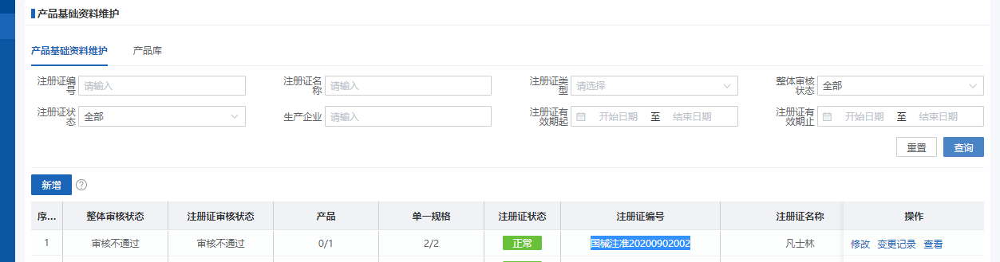 产品基础资料维护
产品基础资料维护 产品库
注册证编号 请输入 注册证名称 请输入 注册证类型 请选择 整体审核状态 全部
注册证状态 全部 生产企业 请输入 注册证有效期起 开始日期 至 结束日期 注册证有效期止 开始日期 至 结束日期
重置 查询
新增 ?
序... 整体审核状态 注册证审核状态 产品 单一规格 注册证状态 注册证编号 注册证名称 操作
1 审核不通过 审核不通过 0/1 2/2 正常 国械注准20200902002 凡士林 修改 变更记录 查看